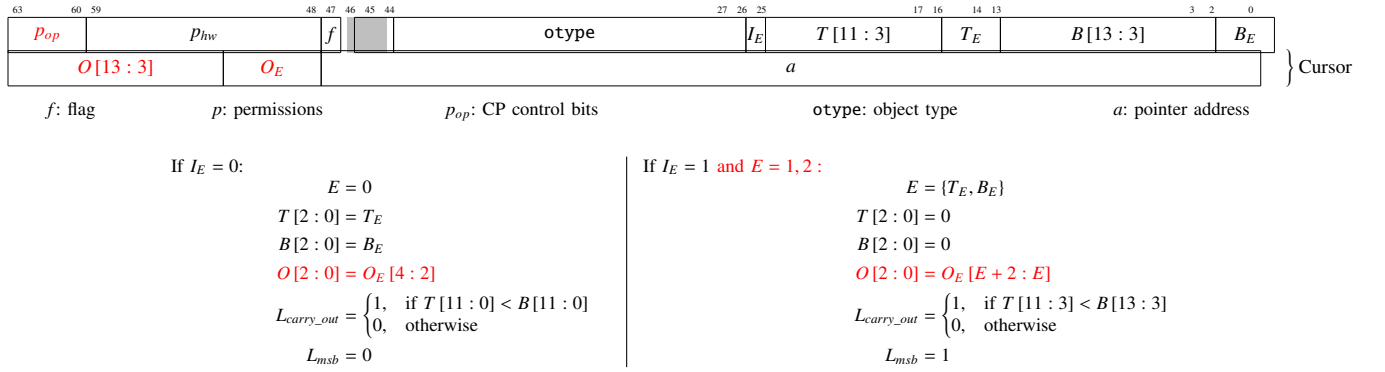 63 60 59 48 47 46 45 44 27 26 25 17 16 14 13 3 2 0
p_op p_hw f otype I_E T [11 : 3] T_E B [13 : 3] B_E
O [13 : 3] O_E a } Cursor
f: flag p: permissions p_op: CP control bits otype: object type a: pointer address
If I_E = 0:
E = 0
T [2 : 0] = T_E
B [2 : 0] = B_E
O [2 : 0] = O_E [4 : 2]
L_carry_out = {1, if T [11 : 0] < B [11 : 0]
0, otherwise
L_msb = 0
If I_E = 1 and E = 1, 2 :
E = {T_E, B_E}
T [2 : 0] = 0
B [2 : 0] = 0
O [2 : 0] = O_E [E + 2 : E]
L_carry_out = {1, if T [11 : 3] < B [13 : 3]
0, otherwise
L_msb = 1